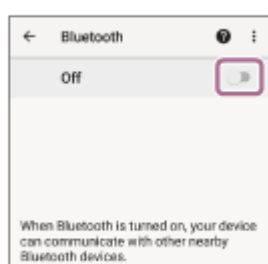 Bluetooth
Off
When Bluetooth is turned on, your device
can communicate with other nearby
Bluetooth devices.